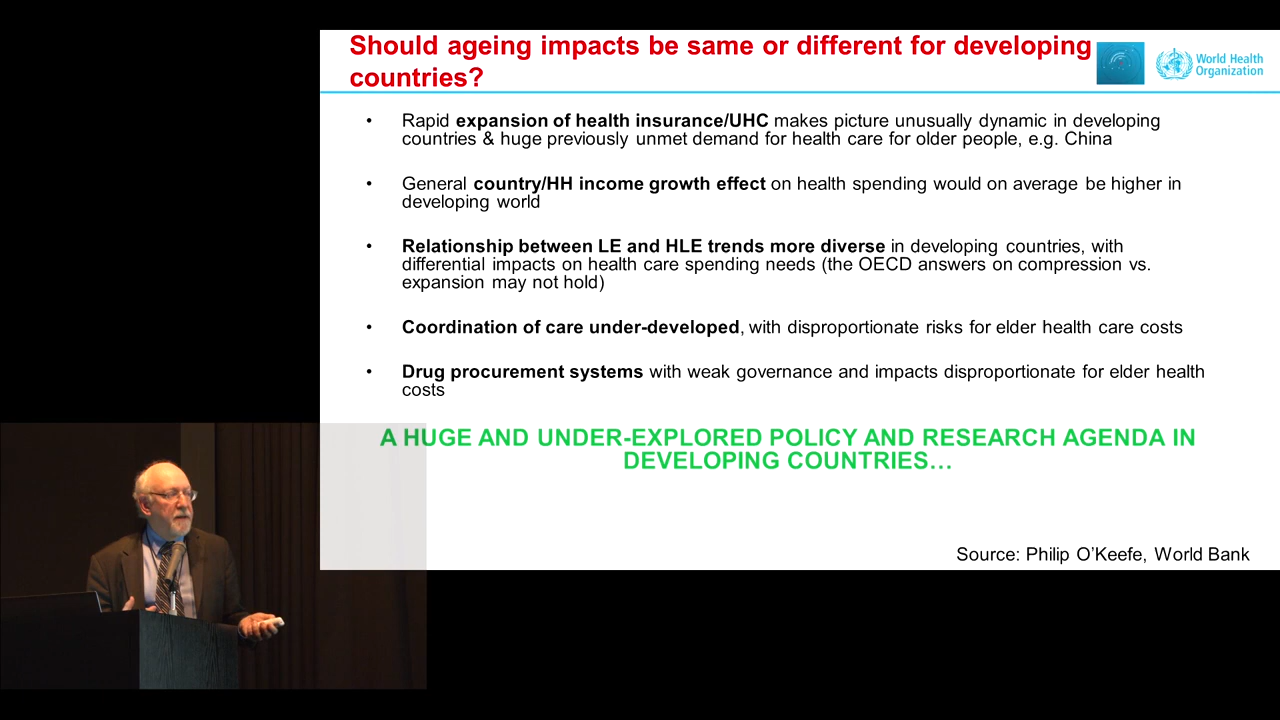 Should ageing impacts be same or different for developing
countries?
World Health
Organization
• Rapid expansion of health insurance/UHC makes picture unusually dynamic in developing
countries & huge previously unmet demand for health care for older people, e.g. China
• General country/HH income growth effect on health spending would on average be higher in
developing world
• Relationship between LE and HLE trends more diverse in developing countries, with
differential impacts on health care spending needs (the OECD answers on compression vs.
expansion may not hold)
• Coordination of care under-developed, with disproportionate risks for elder health care costs
• Drug procurement systems with weak governance and impacts disproportionate for elder health
costs
A HUGE AND UNDER-EXPLORED POLICY AND RESEARCH AGENDA IN
DEVELOPING COUNTRIES…
Source: Philip O’Keefe, World Bank